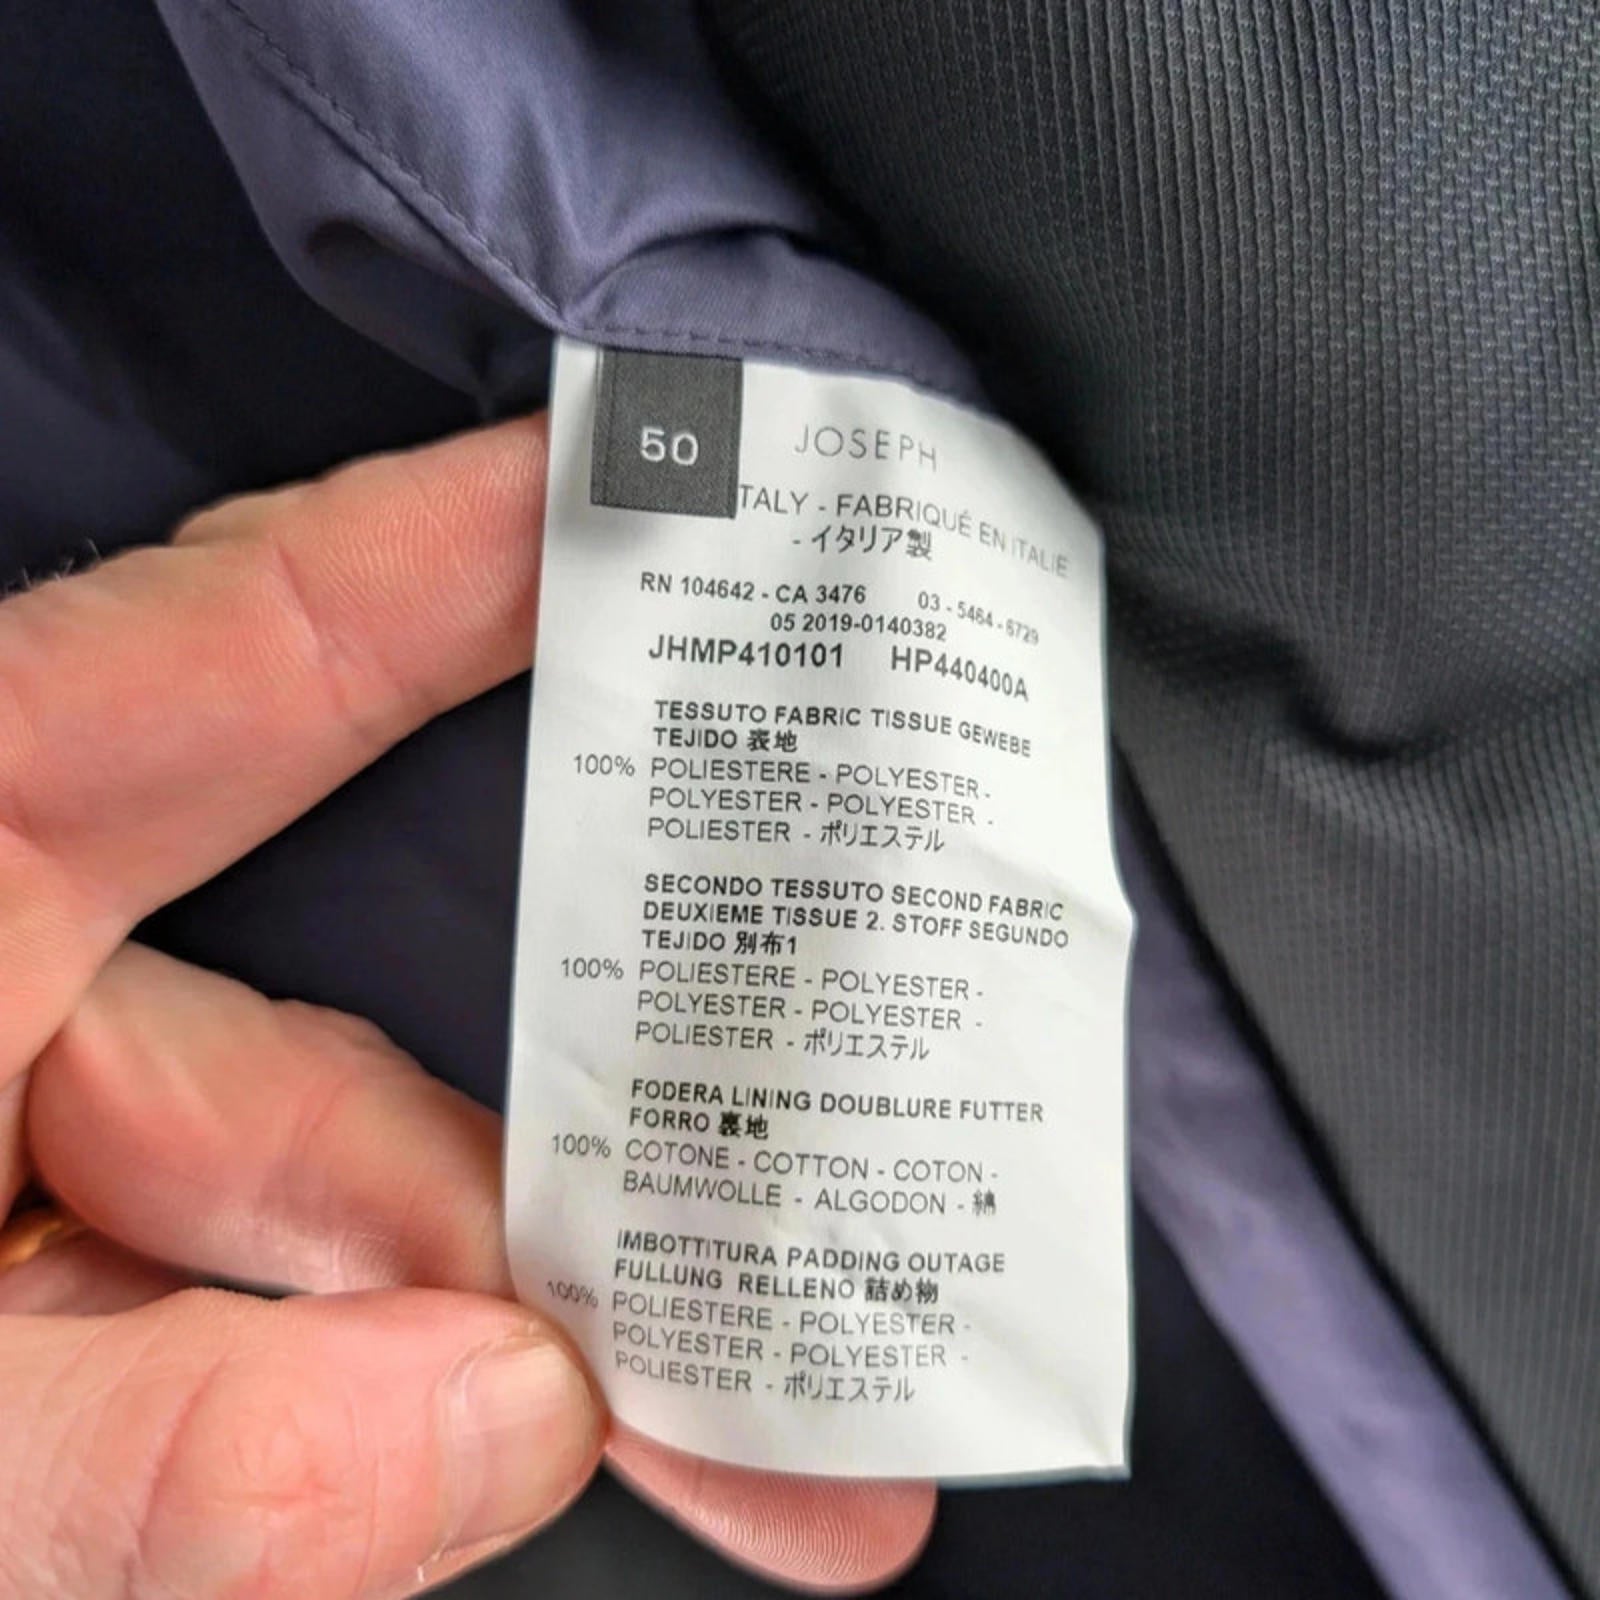 50
JOSEPH
TALY - FABRIQUÉ EN ITALIE
- イタリア製
RN 104642 - CA 3476 03 - 5464 - 6729
05 2019-0140382
JHMP410101 HP440400A
TESSUTO FABRIC TISSUE GEWEBE
TEJIDO 表地
100% POLIESTERE - POLYESTER -
POLYESTER - POLYESTER -
POLIESTER - ポリエステル
SECONDO TESSUTO SECOND FABRIC
DEUXIEME TISSUE 2. STOFF SEGUNDO
TEJIDO 別布1
100% POLIESTERE - POLYESTER -
POLYESTER - POLYESTER -
POLIESTER - ポリエステル
FODERA LINING DOUBLURE FUTTER
FORRO 裏地
100% COTONE - COTTON - COTON -
BAUMWOLLE - ALGODON - 綿
IMBOTTITURA PADDING OUTAGE
FULLUNG RELLENO 詰め物
100% POLIESTERE - POLYESTER -
POLYESTER - POLYESTER -
POLIESTER - ポリエステル